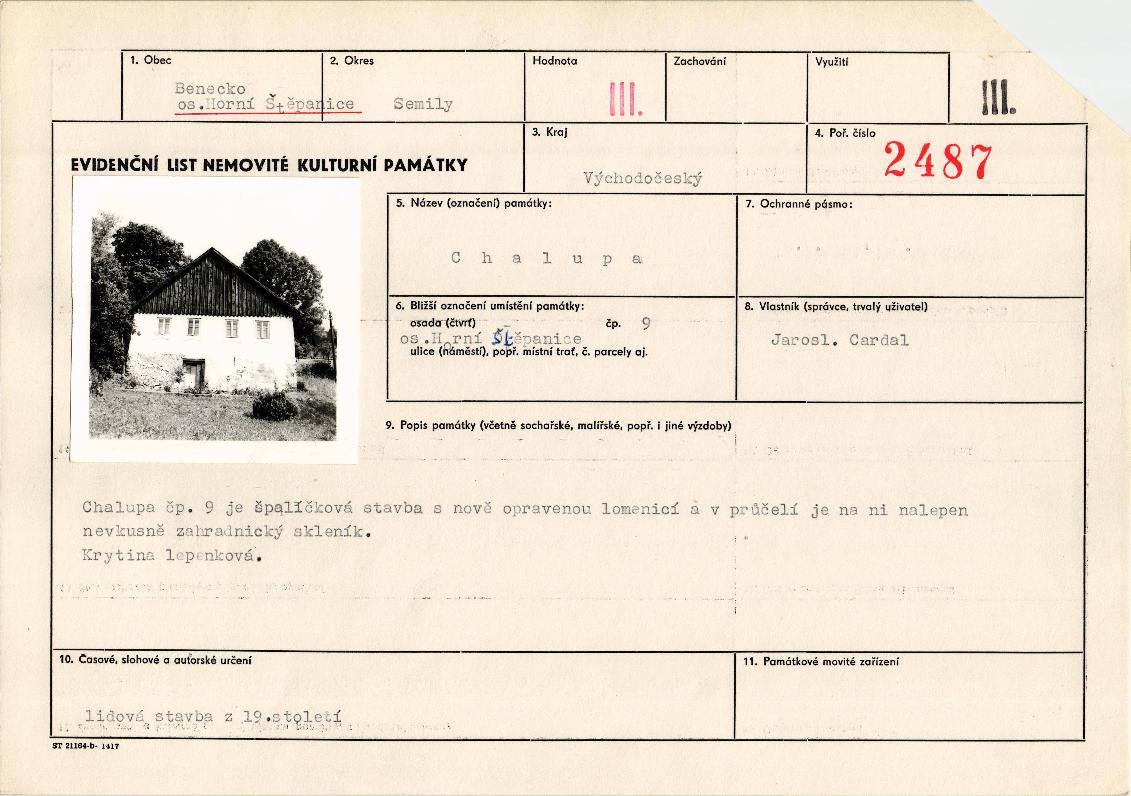 1. Obec
Benecko
os.Horní Štěpanice
2. Okres
Semily
Hodnota
III.
Zachování
Využití
III.
EVIDENČNÍ LIST NEMOVITÉ KULTURNÍ PAMÁTKY
3. Kraj
Východočeský
4. Poř. číslo
2487
5. Název (označení) památky:
Chalupa
7. Ochranné pásmo:
6. Bližší označení umístění památky:
osada (čtvrť) – čp. 9
os.Horní Štěpanice
ulice (náměstí), popř. místní trať, č. parcely aj.
8. Vlastník (správce, trvalý uživatel)
Jarosl. Cardal
9. Popis památky (včetně sochařské, malířské, popř. i jiné výzdoby)
Chalupa čp. 9 je špalíčková stavba s nově opravenou lomenicí a v průčelí je na ni nalepen
nevkusně zahradnický skleník.
Krytina lepenková.
10. Časové, slohové a autorské určení
lidová stavba z 19.století
11. Památkové movité zařízení
ST 21164-b- 1417